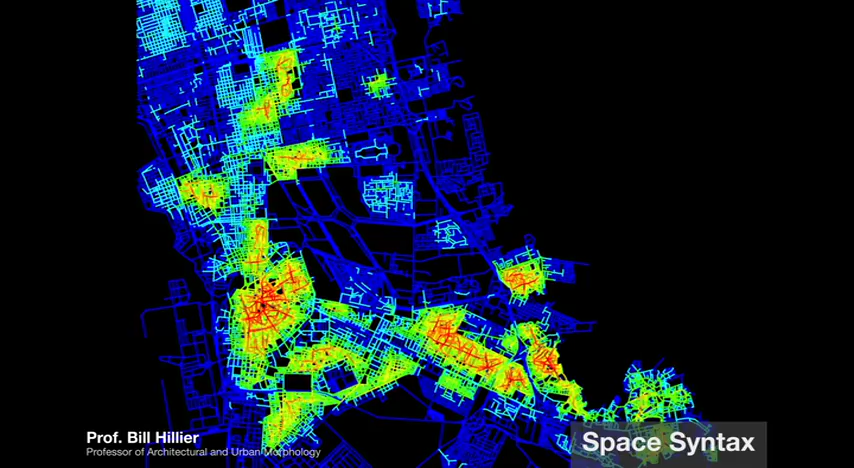 Prof. Bill Hillier
Professor of Architectural and Urban Morphology
Space Syntax